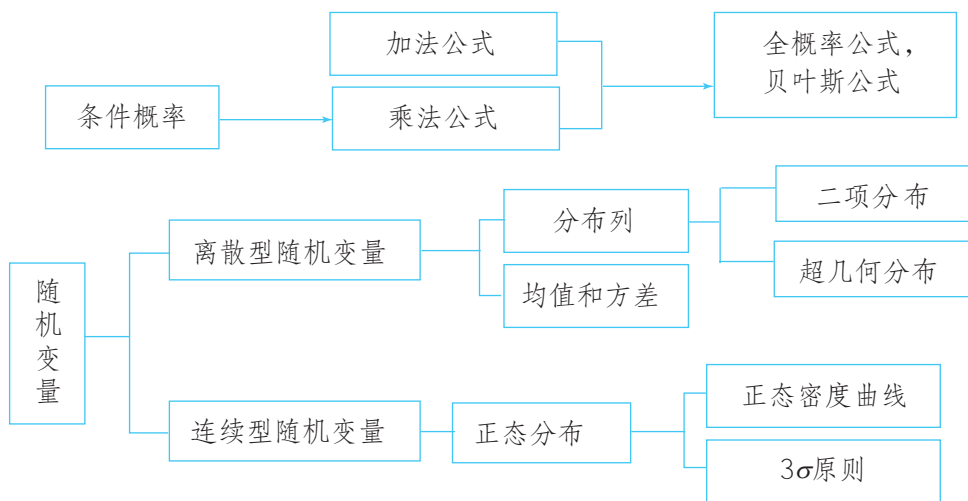 加法公式
全概率公式，
贝叶斯公式
条件概率
乘法公式
二项分布
分布列
离散型随机变量
超几何分布
均值和方差
随机变量
正态密度曲线
连续型随机变量
正态分布
3σ原则